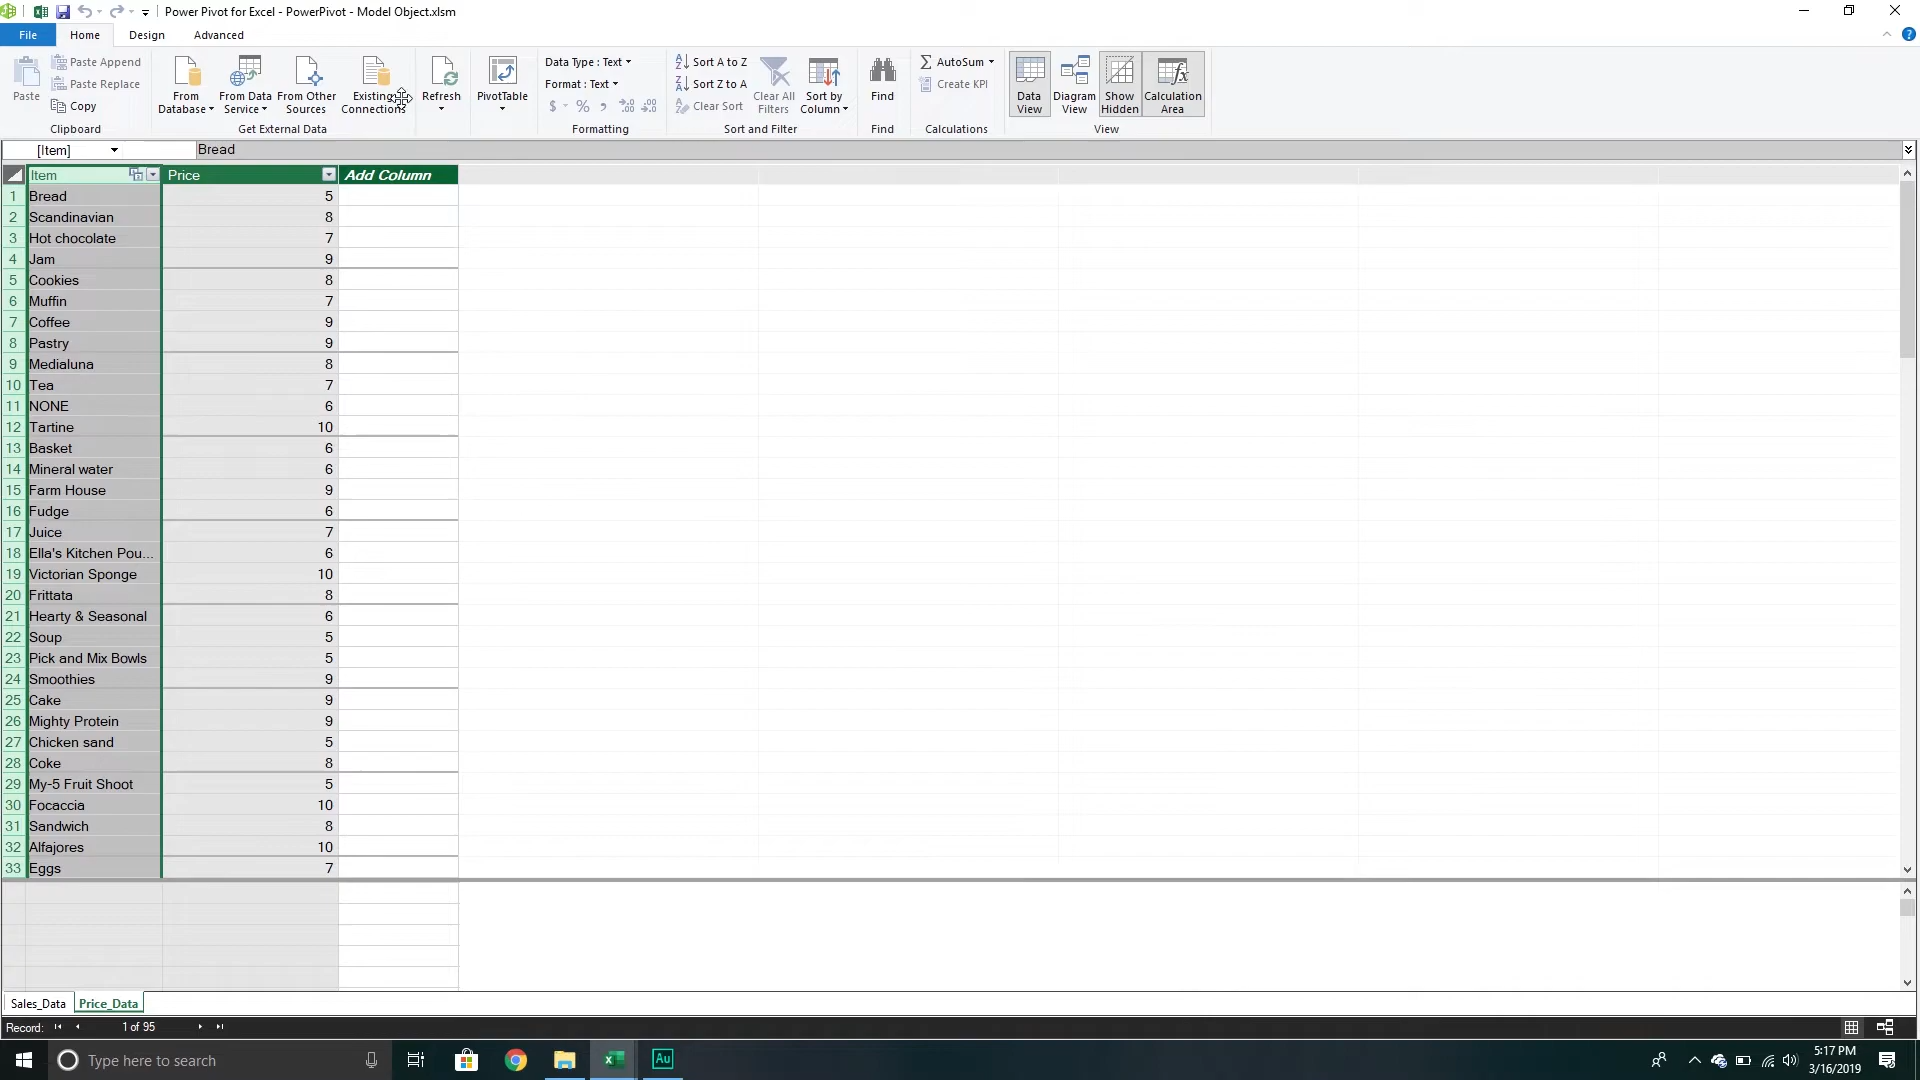 Power Pivot for Excel - PowerPivot - Model Object.xlsm
File Home Design Advanced
Paste
Paste Append
Paste Replace
Copy
Clipboard
From Database
From Data Service
From Other Sources
Existing Connections
Get External Data
Refresh
PivotTable
Data Type : Text
Format : Text
$ % ,
Formatting
Sort A to Z
Sort Z to A
Clear Sort
Clear All Filters
Sort by Column
Sort and Filter
Find
Find
AutoSum
Create KPI
Calculations
Data View
Diagram View
Show Hidden
Calculation Area
View
[Item] Bread
Item Price Add Column
1 Bread 5
2 Scandinavian 8
3 Hot chocolate 7
4 Jam 9
5 Cookies 8
6 Muffin 7
7 Coffee 9
8 Pastry 9
9 Medialuna 8
10 Tea 7
11 NONE 6
12 Tartine 10
13 Basket 6
14 Mineral water 6
15 Farm House 9
16 Fudge 6
17 Juice 7
18 Ella's Kitchen Pou... 6
19 Victorian Sponge 10
20 Frittata 8
21 Hearty & Seasonal 6
22 Soup 5
23 Pick and Mix Bowls 5
24 Smoothies 9
25 Cake 9
26 Mighty Protein 9
27 Chicken sand 5
28 Coke 8
29 My-5 Fruit Shoot 5
30 Focaccia 10
31 Sandwich 8
32 Alfajores 10
33 Eggs 7
Sales_Data Price_Data
Record: 1 of 95
Type here to search
Au
5:17 PM
3/16/2019